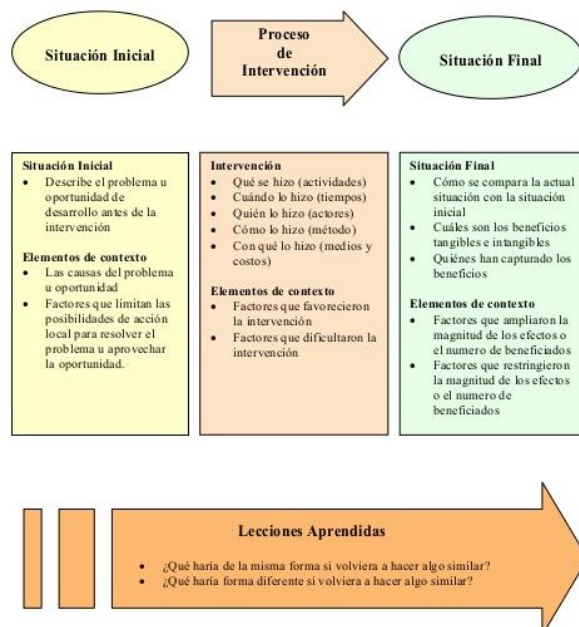 Situación Inicial
Proceso
de
Intervención
Situación Final
Situación Inicial
• Describe el problema u
oportunidad de
desarrollo antes de la
intervención
Elementos de contexto
• Las causas del problema
u oportunidad
• Factores que limitan las
posibilidades de acción
local para resolver el
problema u aprovechar
la oportunidad.
Intervención
• Qué se hizo (actividades)
• Cuándo lo hizo (tiempos)
• Quién lo hizo (actores)
• Cómo lo hizo (método)
• Con qué lo hizo (medios y
costos)
Elementos de contexto
• Factores que favorecieron
la intervención
• Factores que dificultaron la
intervención
Situación Final
• Cómo se compara la actual
situación con la situación
inicial
• Cuáles son los beneficios
tangibles e intangibles
• Quiénes han capturado los
beneficios
Elementos de contexto
• Factores que ampliaron la
magnitud de los efectos o
el numero de beneficiados
• Factores que restringieron
la magnitud de los efectos
o el numero de
beneficiados
Lecciones Aprendidas
• ¿Qué haría de la misma forma si volviera a hacer algo similar?
• ¿Qué haría forma diferente si volviera a hacer algo similar?